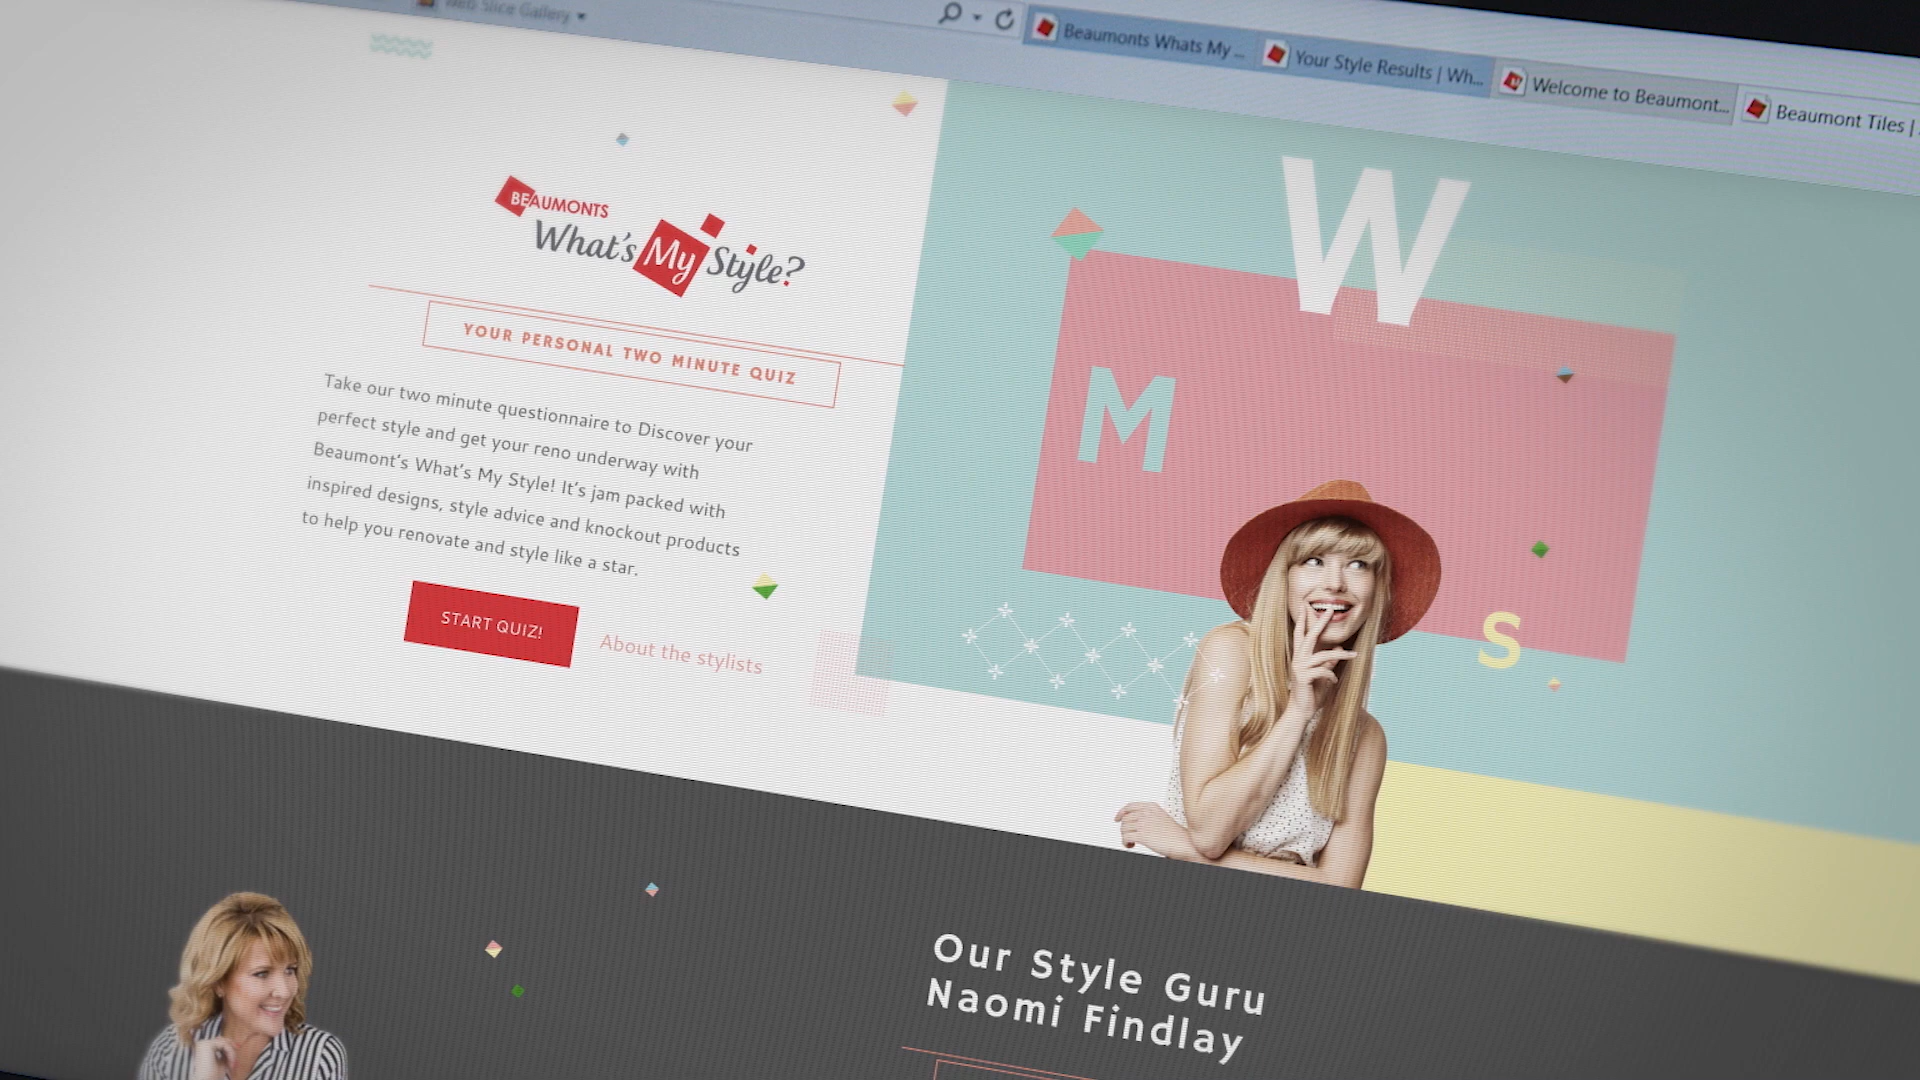 Web Slice Gallery
Beaumonts Whats My ...
Your Style Results | Wh...
Welcome to Beaumont...
Beaumont Tiles |
BEAUMONTS
What's My Style?
YOUR PERSONAL TWO MINUTE QUIZ
Take our two minute questionnaire to Discover your
perfect style and get your reno underway with
Beaumont's What's My Style! It's jam packed with
inspired designs, style advice and knockout products
to help you renovate and style like a star.
START QUIZ!
About the stylists
W
M
S
Our Style Guru
Naomi Findlay